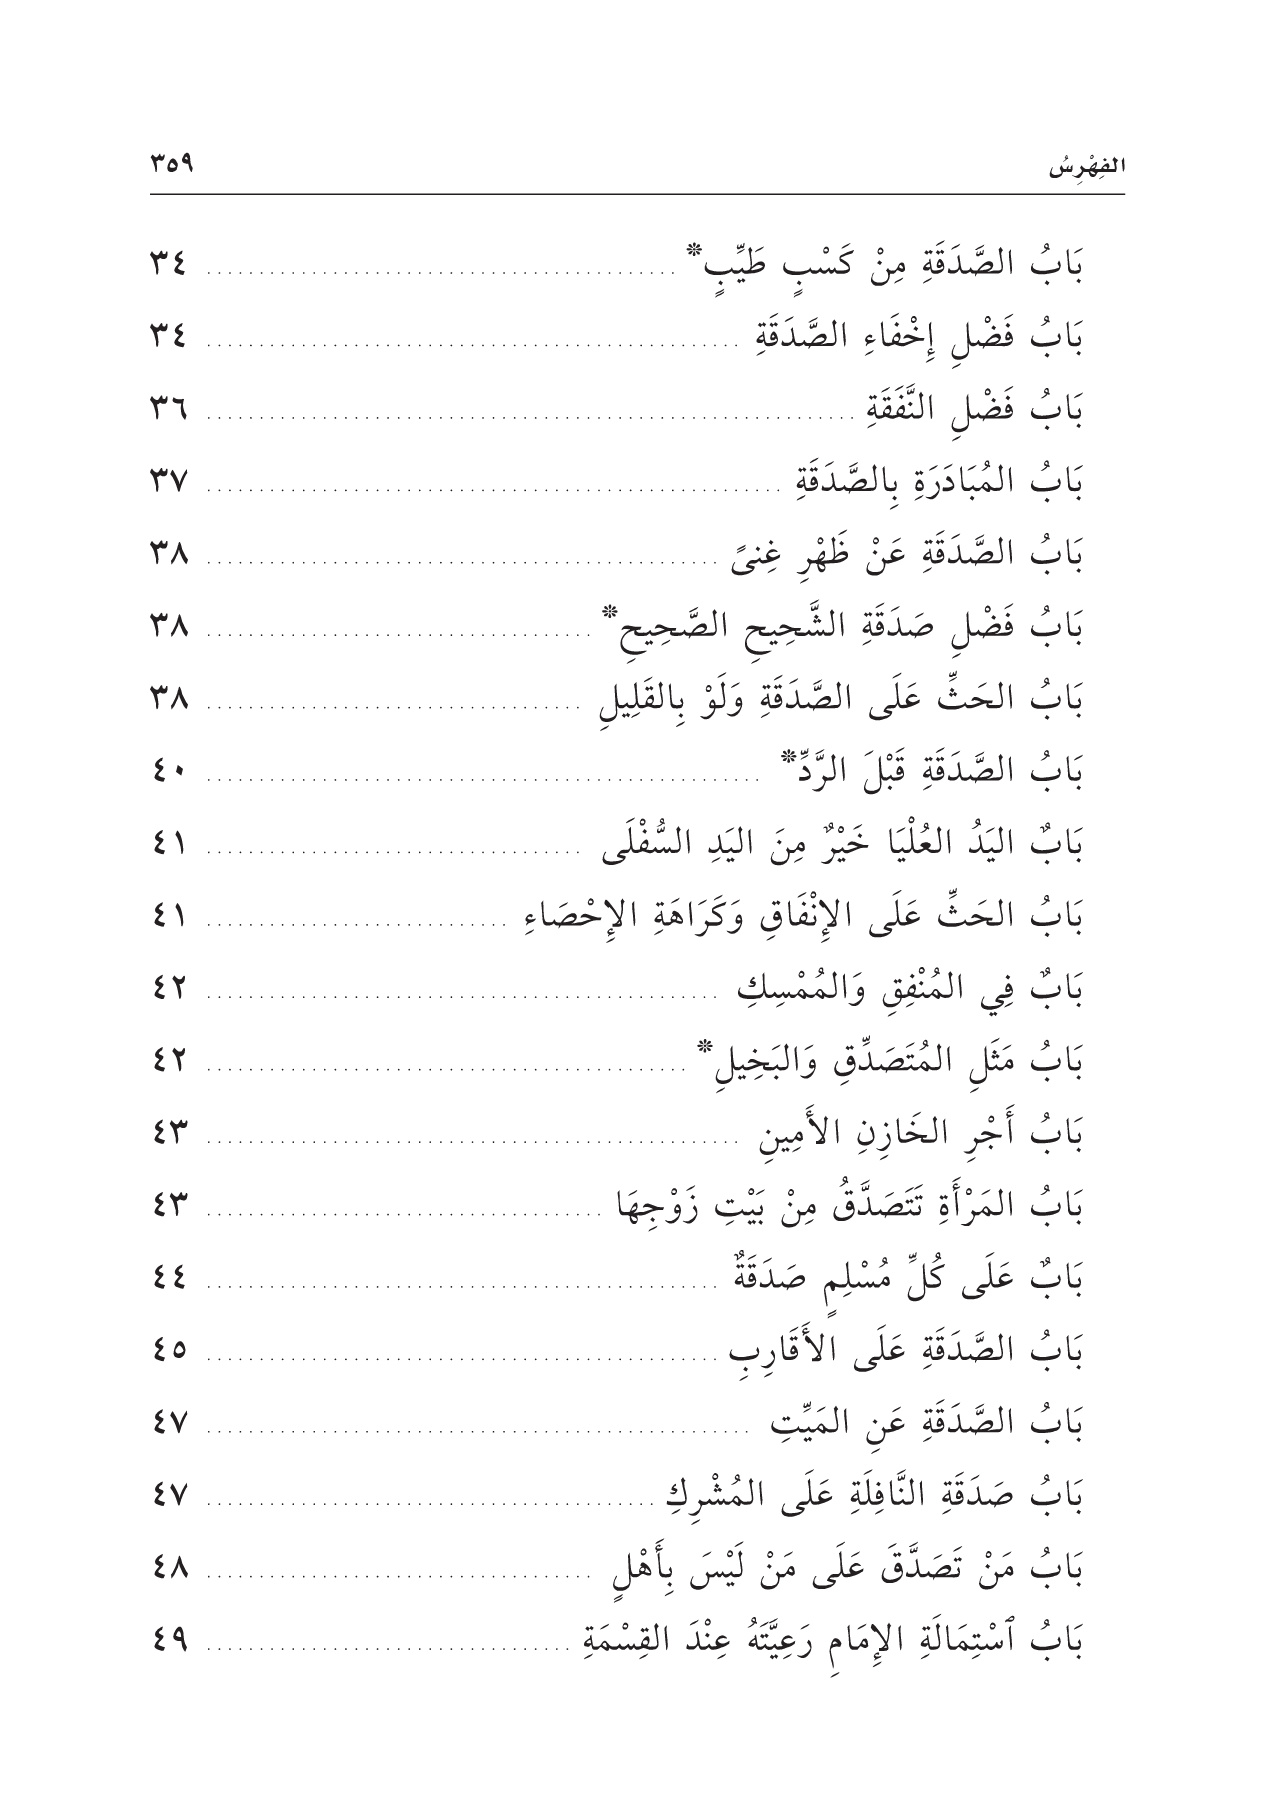 الفِهْرِسُ ٣٥٩
بَابُ الصَّدَقَةِ مِنْ كَسْبٍ طَيِّبٍ* ........ ٣٤
بَابُ فَضْلِ إِخْفَاءِ الصَّدَقَةِ ........ ٣٤
بَابُ فَضْلِ النَّفَقَةِ ........ ٣٦
بَابُ المُبَادَرَةِ بِالصَّدَقَةِ ........ ٣٧
بَابُ الصَّدَقَةِ عَنْ ظَهْرِ غِنىً ........ ٣٨
بَابُ فَضْلِ صَدَقَةِ الشَّحِيحِ الصَّحِيحِ* ........ ٣٨
بَابُ الحَثِّ عَلَى الصَّدَقَةِ وَلَوْ بِالقَلِيلِ ........ ٣٨
بَابُ الصَّدَقَةِ قَبْلَ الرَّدِّ* ........ ٤٠
بَابٌ اليَدُ العُلْيَا خَيْرٌ مِنَ اليَدِ السُّفْلَى ........ ٤١
بَابُ الحَثِّ عَلَى الإِنْفَاقِ وَكَرَاهَةِ الإِحْصَاءِ ........ ٤١
بَابٌ فِي المُنْفِقِ وَالمُمْسِكِ ........ ٤٢
بَابُ مَثَلِ المُتَصَدِّقِ وَالبَخِيلِ* ........ ٤٢
بَابُ أَجْرِ الخَازِنِ الأَمِينِ ........ ٤٣
بَابُ المَرْأَةِ تَتَصَدَّقُ مِنْ بَيْتِ زَوْجِهَا ........ ٤٣
بَابٌ عَلَى كُلِّ مُسْلِمٍ صَدَقَةٌ ........ ٤٤
بَابُ الصَّدَقَةِ عَلَى الأَقَارِبِ ........ ٤٥
بَابُ الصَّدَقَةِ عَنِ المَيِّتِ ........ ٤٧
بَابُ صَدَقَةِ النَّافِلَةِ عَلَى المُشْرِكِ ........ ٤٧
بَابُ مَنْ تَصَدَّقَ عَلَى مَنْ لَيْسَ بِأَهْلٍ ........ ٤٨
بَابُ ٱسْتِمَالَةِ الإِمَامِ رَعِيَّتَهُ عِنْدَ القِسْمَةِ ........ ٤٩